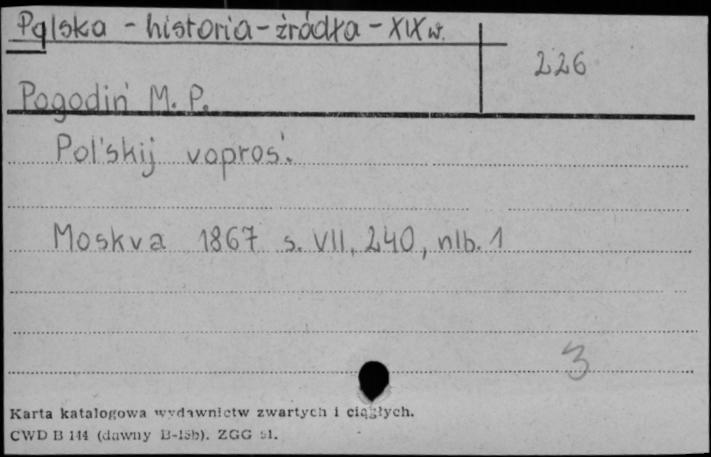 Polska - historia - źródła - XIX w.
226
Pogodin' M. P.
Pol'skij vopros'.
Moskva 1867 s. VII, 240, nlb. 1
3
Karta katalogowa wydawnictw zwartych i ciągłych.
CWD B 144 (dawny B-15b). ZGG 51.